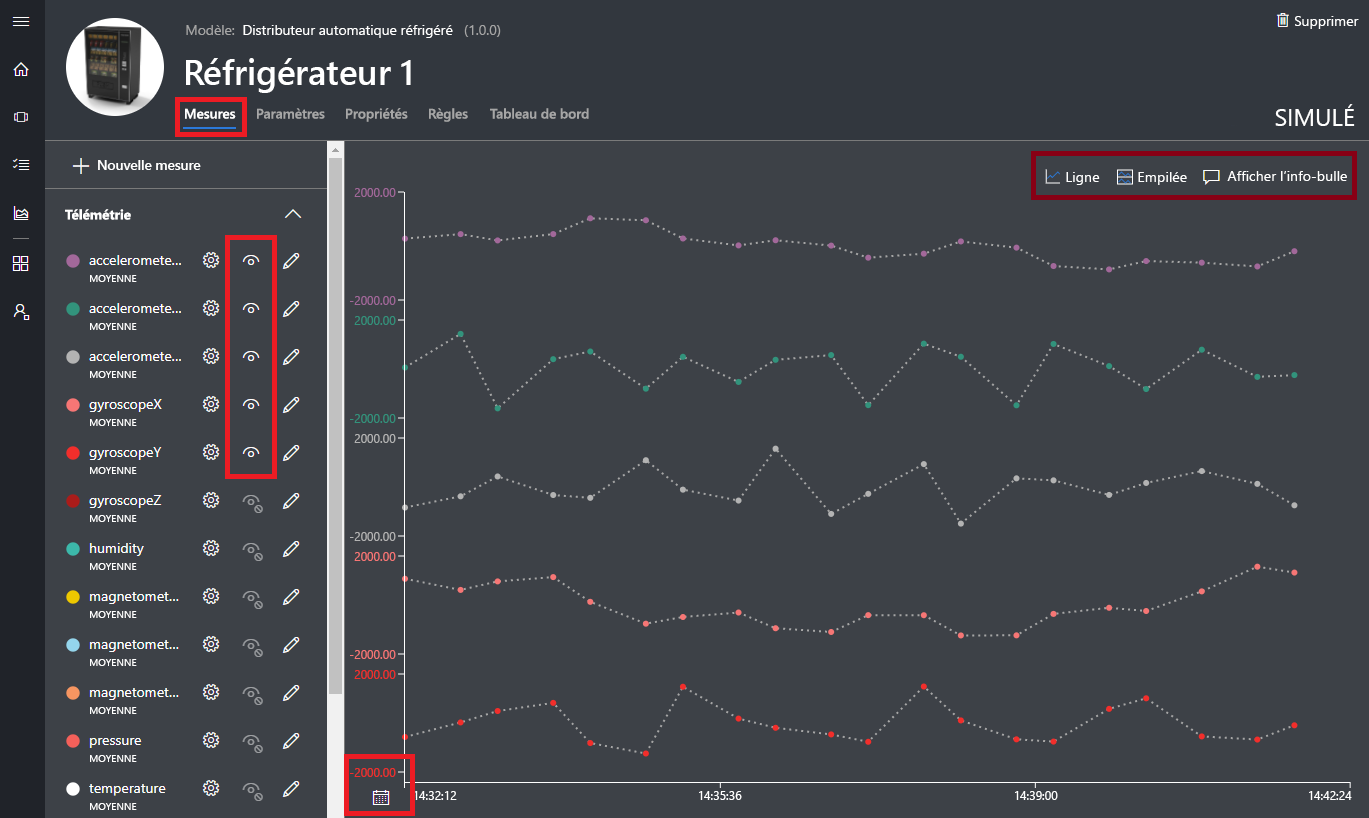 Modèle: Distributeur automatique réfrigéré (1.0.0)
Supprimer
Réfrigérateur 1
Mesures Paramètres Propriétés Règles Tableau de bord
SIMULÉ
Nouvelle mesure
Ligne Empilée Afficher l'info-bulle
Télémétrie
acceleromete...
MOYENNE
acceleromete...
MOYENNE
acceleromete...
MOYENNE
gyroscopeX
MOYENNE
gyroscopeY
MOYENNE
gyroscopeZ
MOYENNE
humidity
MOYENNE
magnetomet...
MOYENNE
magnetomet...
MOYENNE
magnetomet...
MOYENNE
pressure
MOYENNE
temperature
MOYENNE
2000.00
-2000.00
2000.00
-2000.00
2000.00
-2000.00
2000.00
-2000.00
2000.00
-2000.00
14:32:12 14:35:36 14:39:00 14:42:24